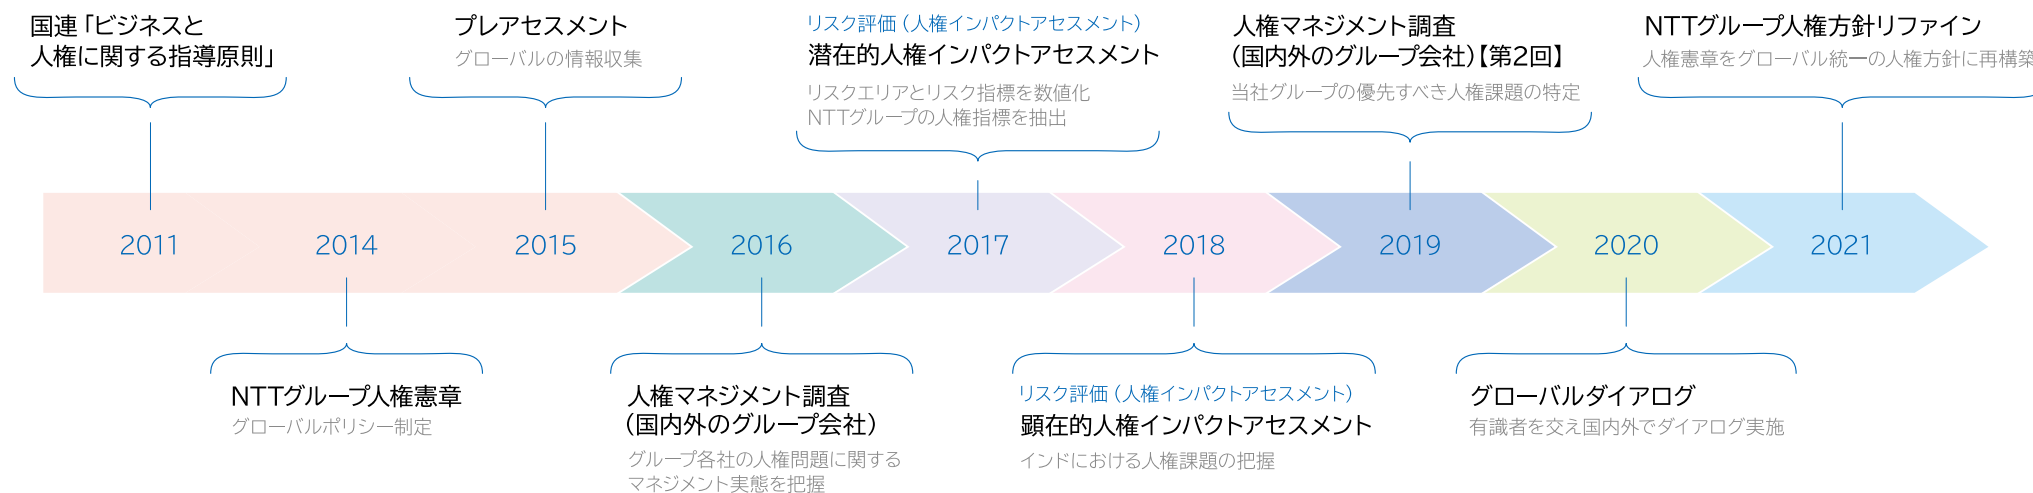 国連「ビジネスと
人権に関する指導原則」
プレアセスメント
グローバルの情報収集
リスク評価（人権インパクトアセスメント）
潜在的人権インパクトアセスメント
リスクエリアとリスク指標を数値化
NTTグループの人権指標を抽出
人権マネジメント調査
（国内外のグループ会社）【第2回】
当社グループの優先すべき人権課題の特定
NTTグループ人権方針リファイン
人権憲章をグローバル統一の人権方針に再構築
2011
2014
2015
2016
2017
2018
2019
2020
2021
NTTグループ人権憲章
グローバルポリシー制定
人権マネジメント調査
（国内外のグループ会社）
グループ各社の人権問題に関する
マネジメント実態を把握
リスク評価（人権インパクトアセスメント）
顕在的人権インパクトアセスメント
インドにおける人権課題の把握
グローバルダイアログ
有識者を交え国内外でダイアログ実施